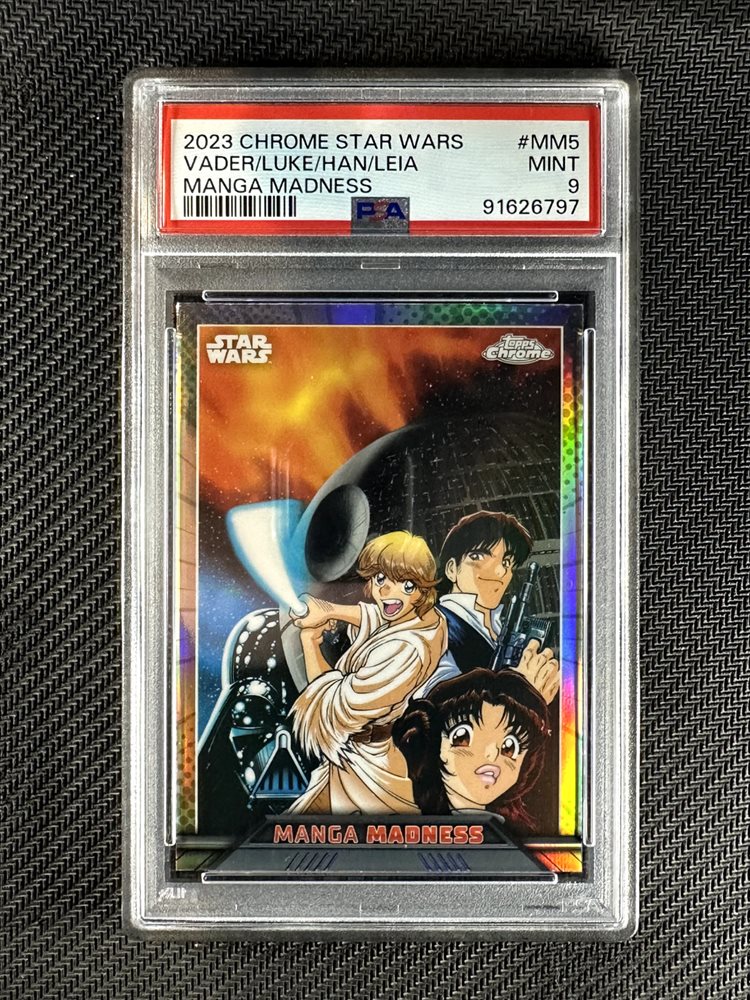 2023 CHROME STAR WARS #MM5
VADER/LUKE/HAN/LEIA MINT
MANGA MADNESS 9
PSA 91626797
STAR
WARS
Topps
Chrome
MANGA MADNESS